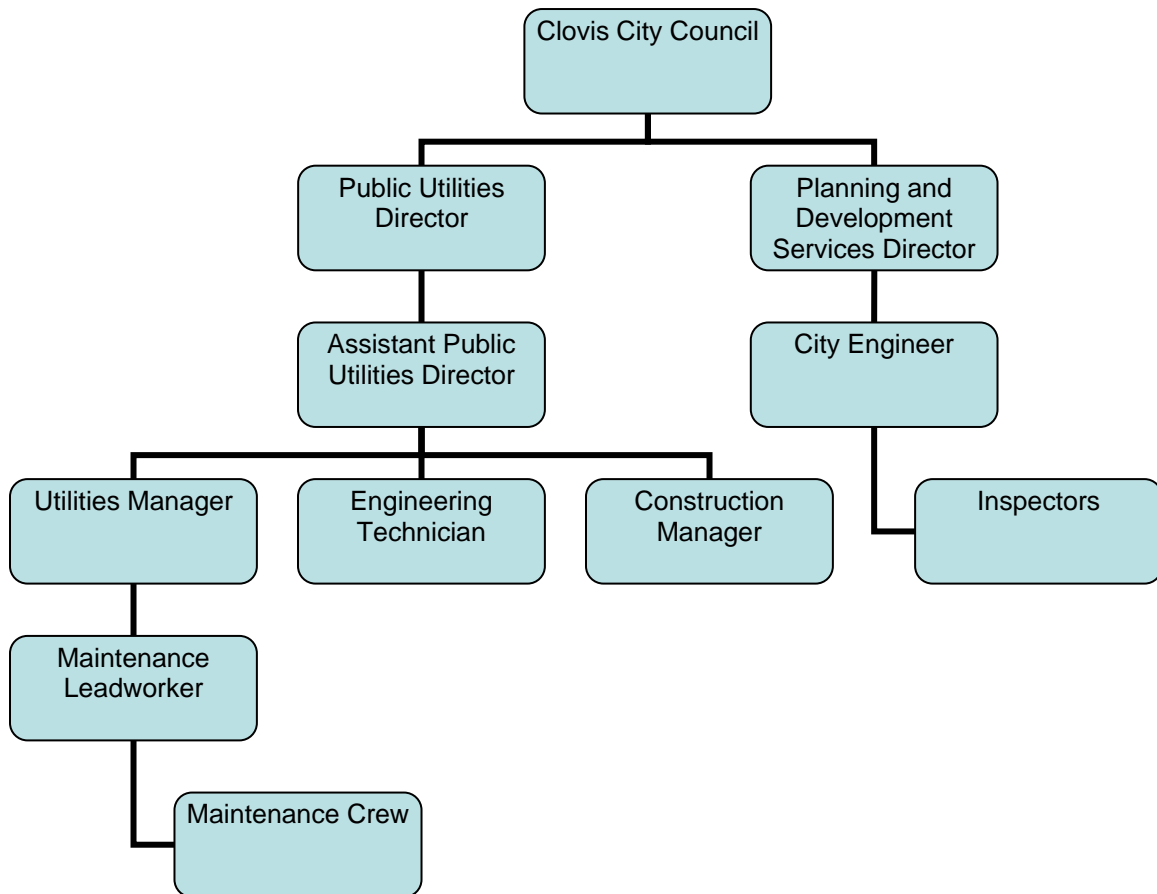 Clovis City Council
Public Utilities
Director
Planning and
Development
Services Director
Assistant Public
Utilities Director
City Engineer
Utilities Manager
Engineering
Technician
Construction
Manager
Inspectors
Maintenance
Leadworker
Maintenance Crew